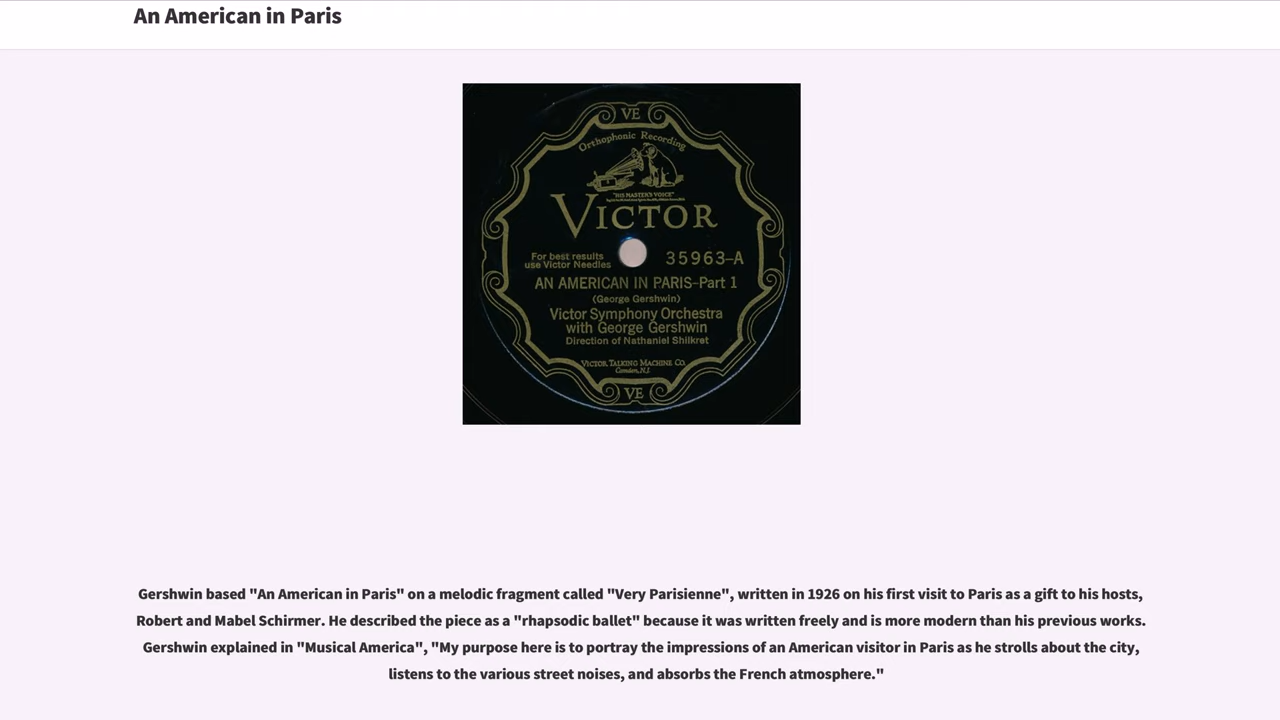 An American in Paris
VE
Orthophonic Recording
"HIS MASTER'S VOICE"
VICTOR
For best results
use Victor Needles
35963-A
AN AMERICAN IN PARIS-Part 1
(George Gershwin)
Victor Symphony Orchestra
with George Gershwin
Direction of Nathaniel Shilkret
VICTOR TALKING MACHINE CO.
Camden, N.J.
VE
Gershwin based "An American in Paris" on a melodic fragment called "Very Parisienne", written in 1926 on his first visit to Paris as a gift to his hosts,
Robert and Mabel Schirmer. He described the piece as a "rhapsodic ballet" because it was written freely and is more modern than his previous works.
Gershwin explained in "Musical America", "My purpose here is to portray the impressions of an American visitor in Paris as he strolls about the city,
listens to the various street noises, and absorbs the French atmosphere."